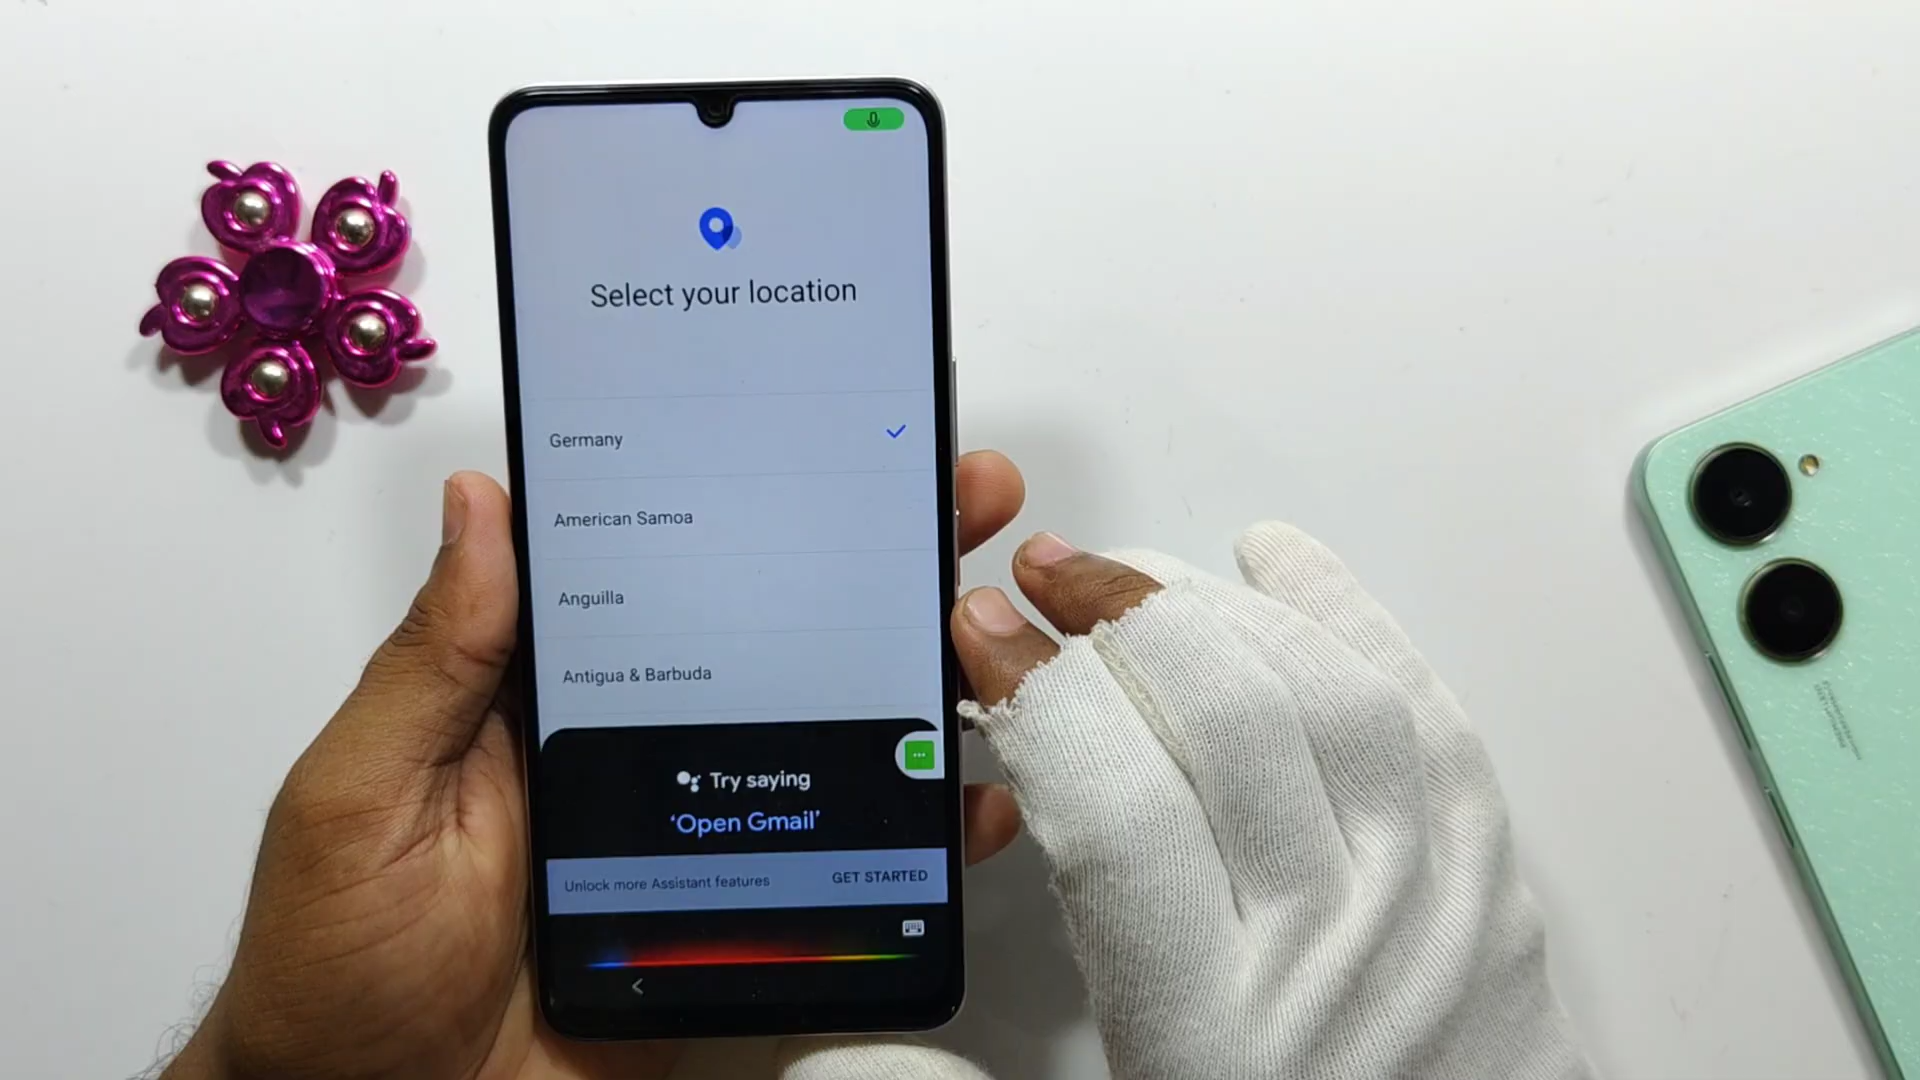 Select your location
Germany
American Samoa
Anguilla
Antigua & Barbuda
Try saying
‘Open Gmail’
Unlock more Assistant features
GET STARTED